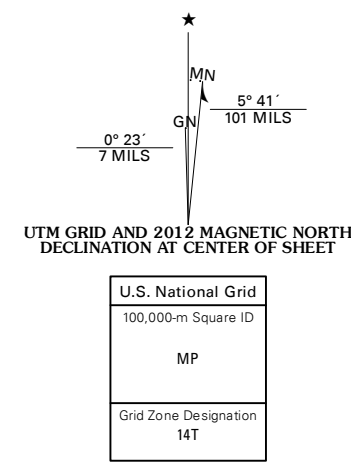 ★
MN
GN
5° 41´
101 MILS
0° 23´
7 MILS
UTM GRID AND 2012 MAGNETIC NORTH
DECLINATION AT CENTER OF SHEET
U.S. National Grid
100,000-m Square ID
MP
Grid Zone Designation
14T